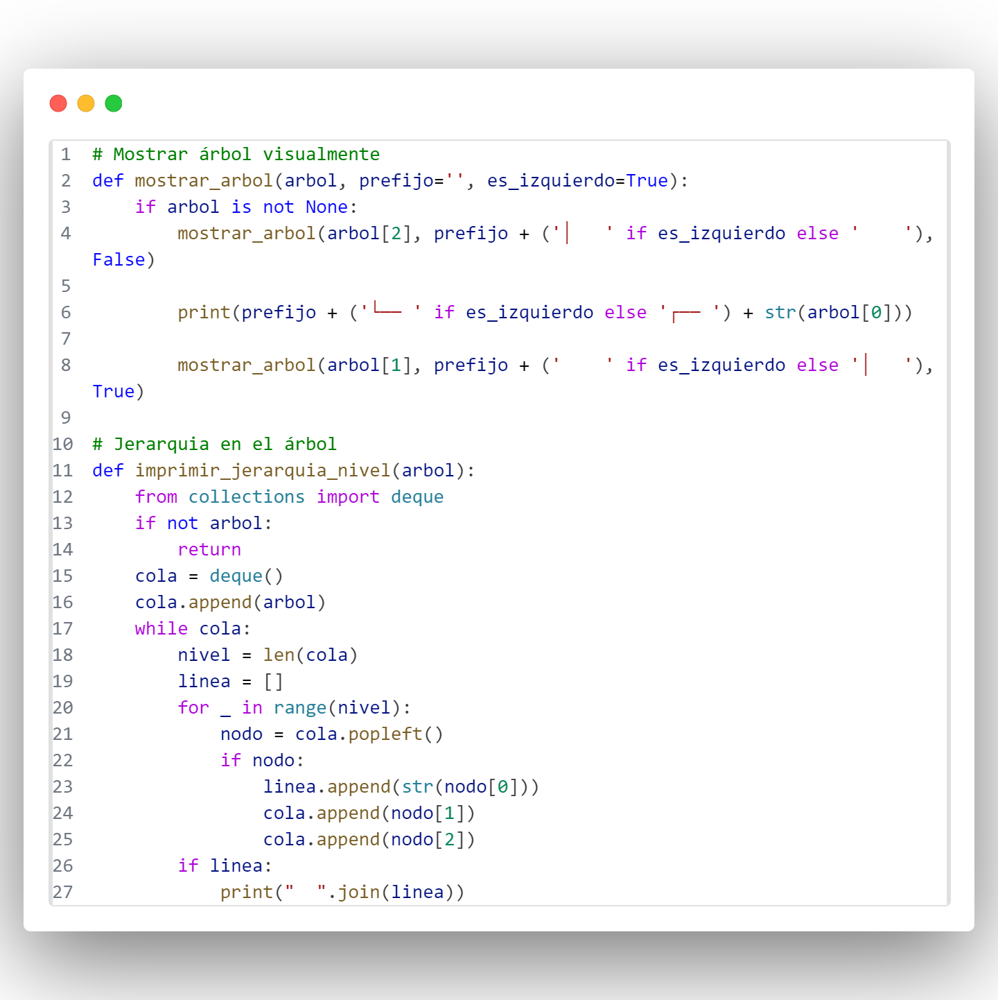 1 # Mostrar árbol visualmente
2 def mostrar_arbol(arbol, prefijo='', es_izquierdo=True):
3     if arbol is not None:
4         mostrar_arbol(arbol[2], prefijo + ('│   ' if es_izquierdo else '    '),
False)
5
6         print(prefijo + ('└── ' if es_izquierdo else '┌── ') + str(arbol[0]))
7
8         mostrar_arbol(arbol[1], prefijo + ('    ' if es_izquierdo else '│   '),
True)
9
10 # Jerarquia en el árbol
11 def imprimir_jerarquia_nivel(arbol):
12     from collections import deque
13     if not arbol:
14         return
15     cola = deque()
16     cola.append(arbol)
17     while cola:
18         nivel = len(cola)
19         linea = []
20         for _ in range(nivel):
21             nodo = cola.popleft()
22             if nodo:
23                 linea.append(str(nodo[0]))
24                 cola.append(nodo[1])
25                 cola.append(nodo[2])
26         if linea:
27             print("  ".join(linea))